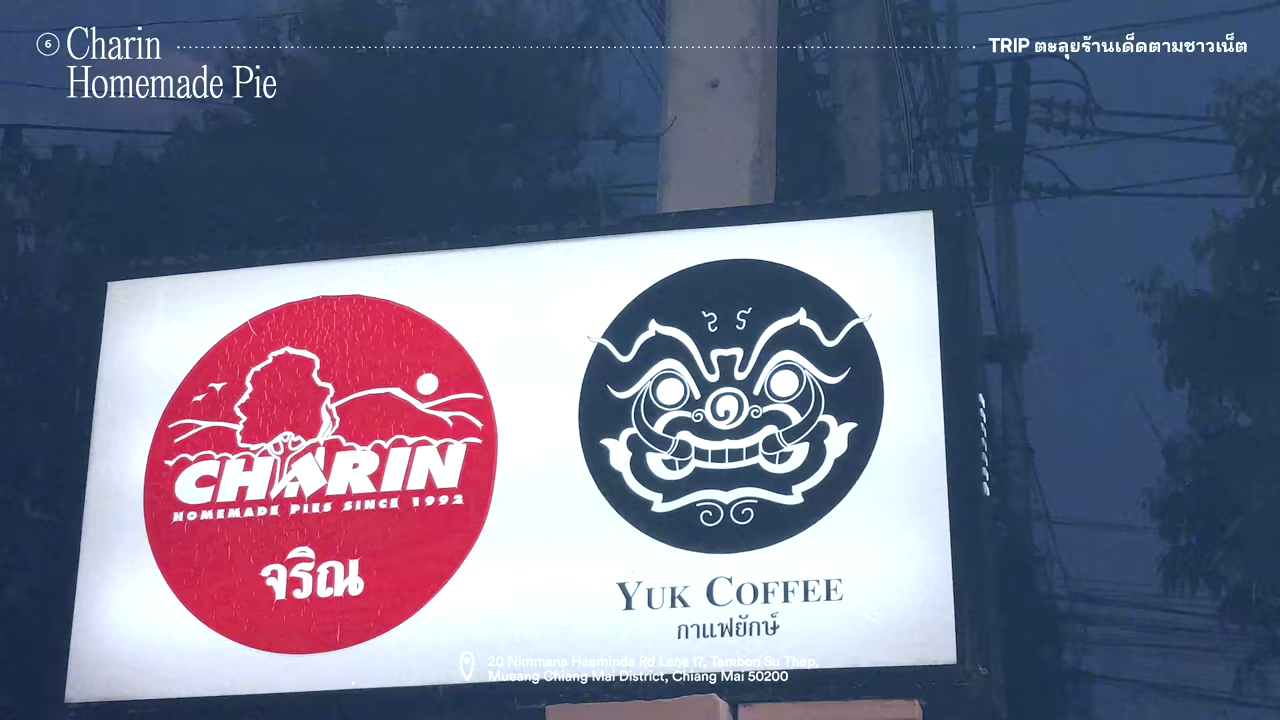 6
Charin
Homemade Pie
TRIP ตะลุยร้านเด็ดตามชาวเน็ต
CHARIN
HOMEMADE PIES SINCE 1992
จริณ
YUK COFFEE
กาแฟยักษ์
20 Nimmana Haeminda Rd Lane 17, Tambon Su Thep,
Mueang Chiang Mai District, Chiang Mai 50200